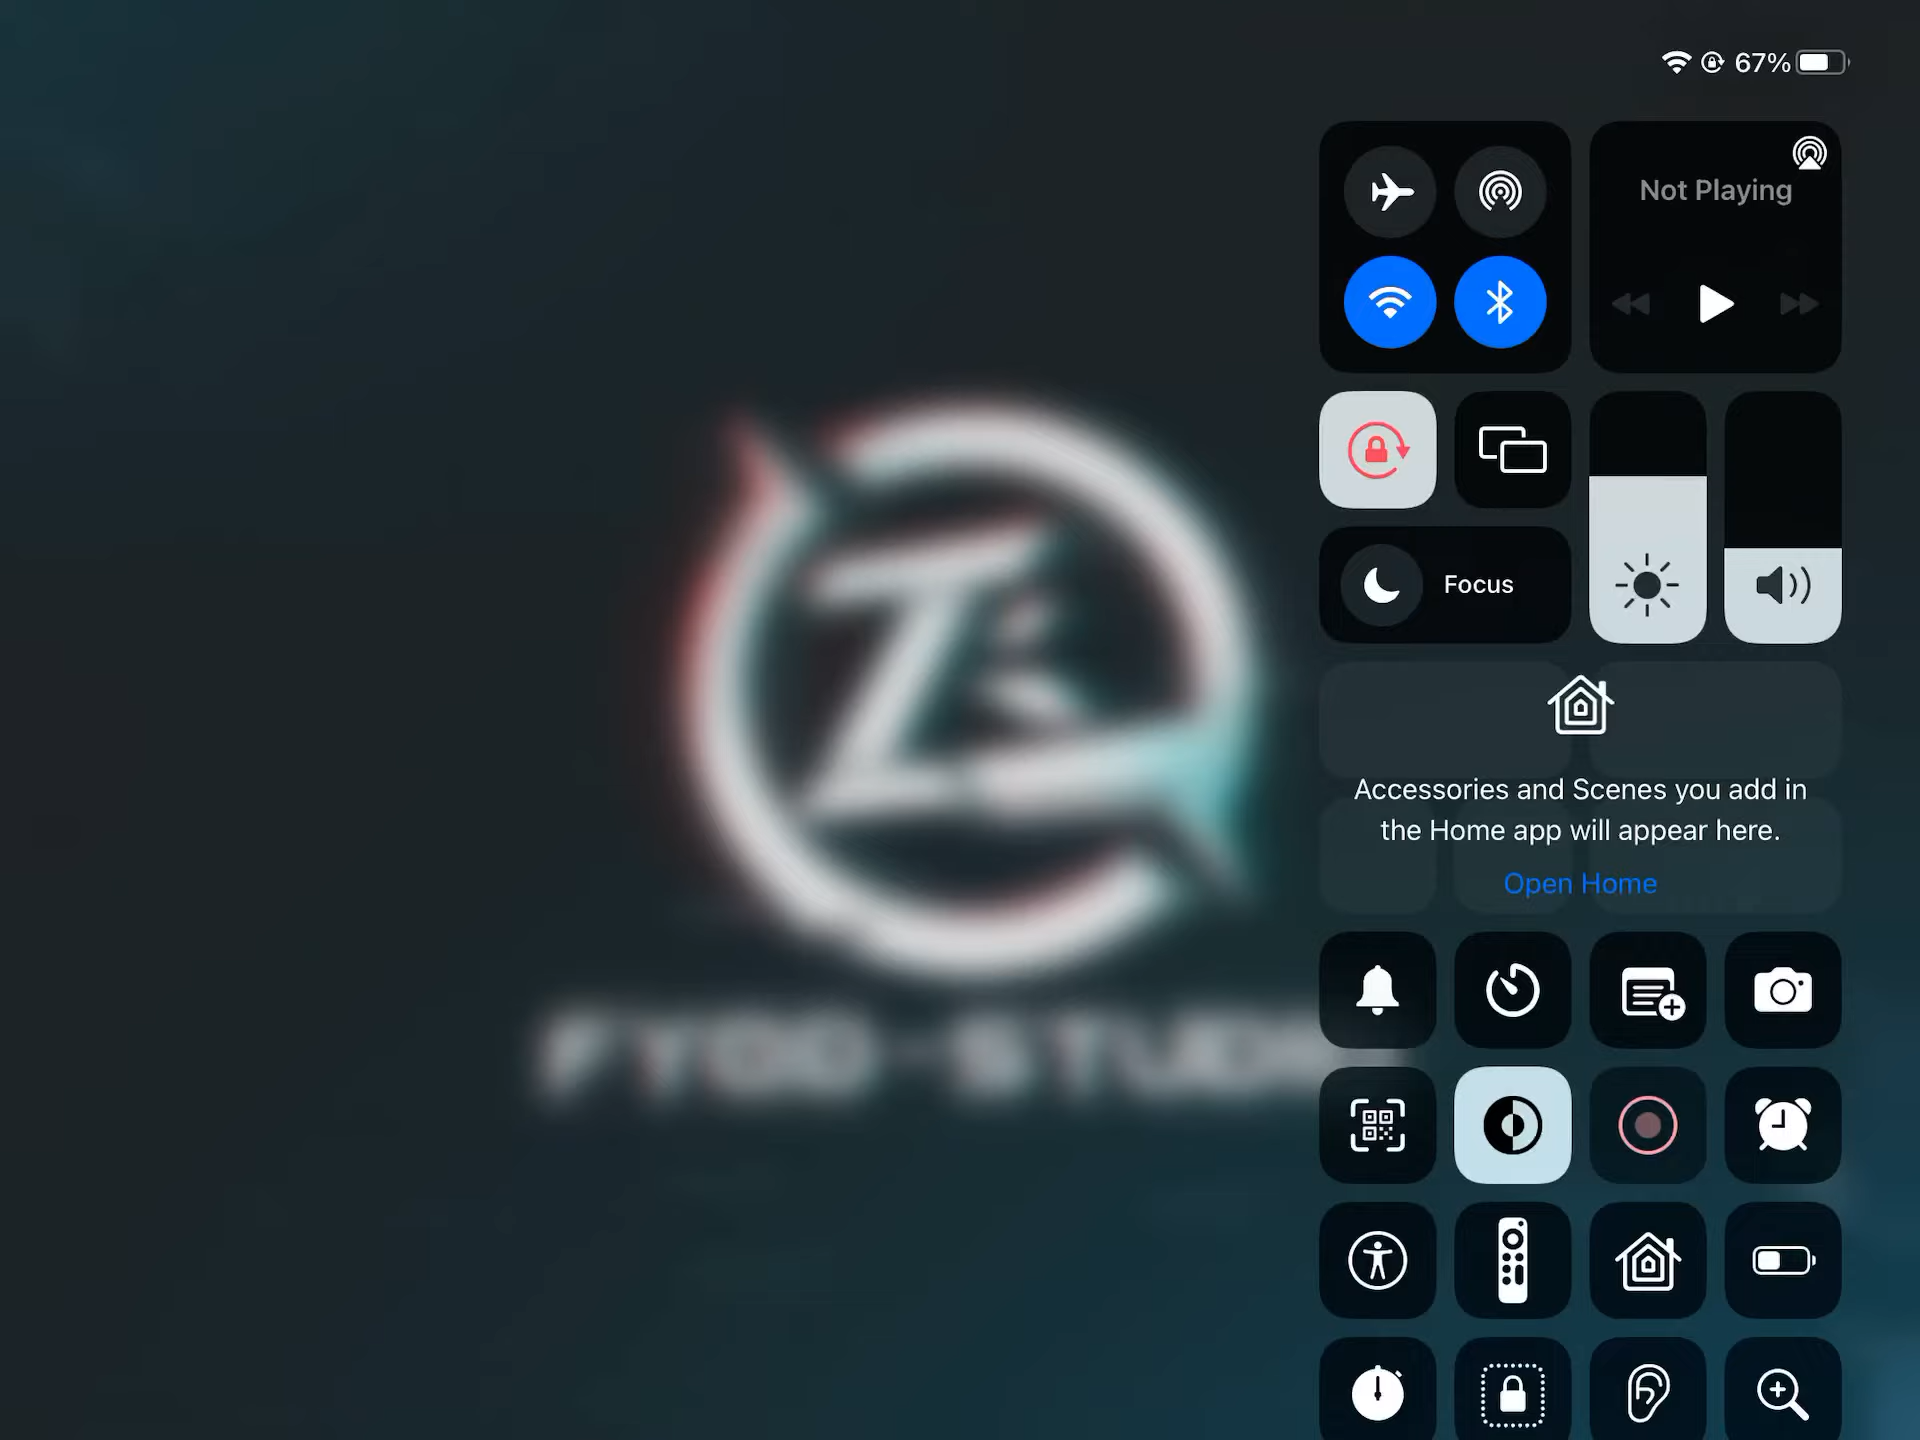 67%
Not Playing
Focus
Accessories and Scenes you add in
the Home app will appear here.
Open Home